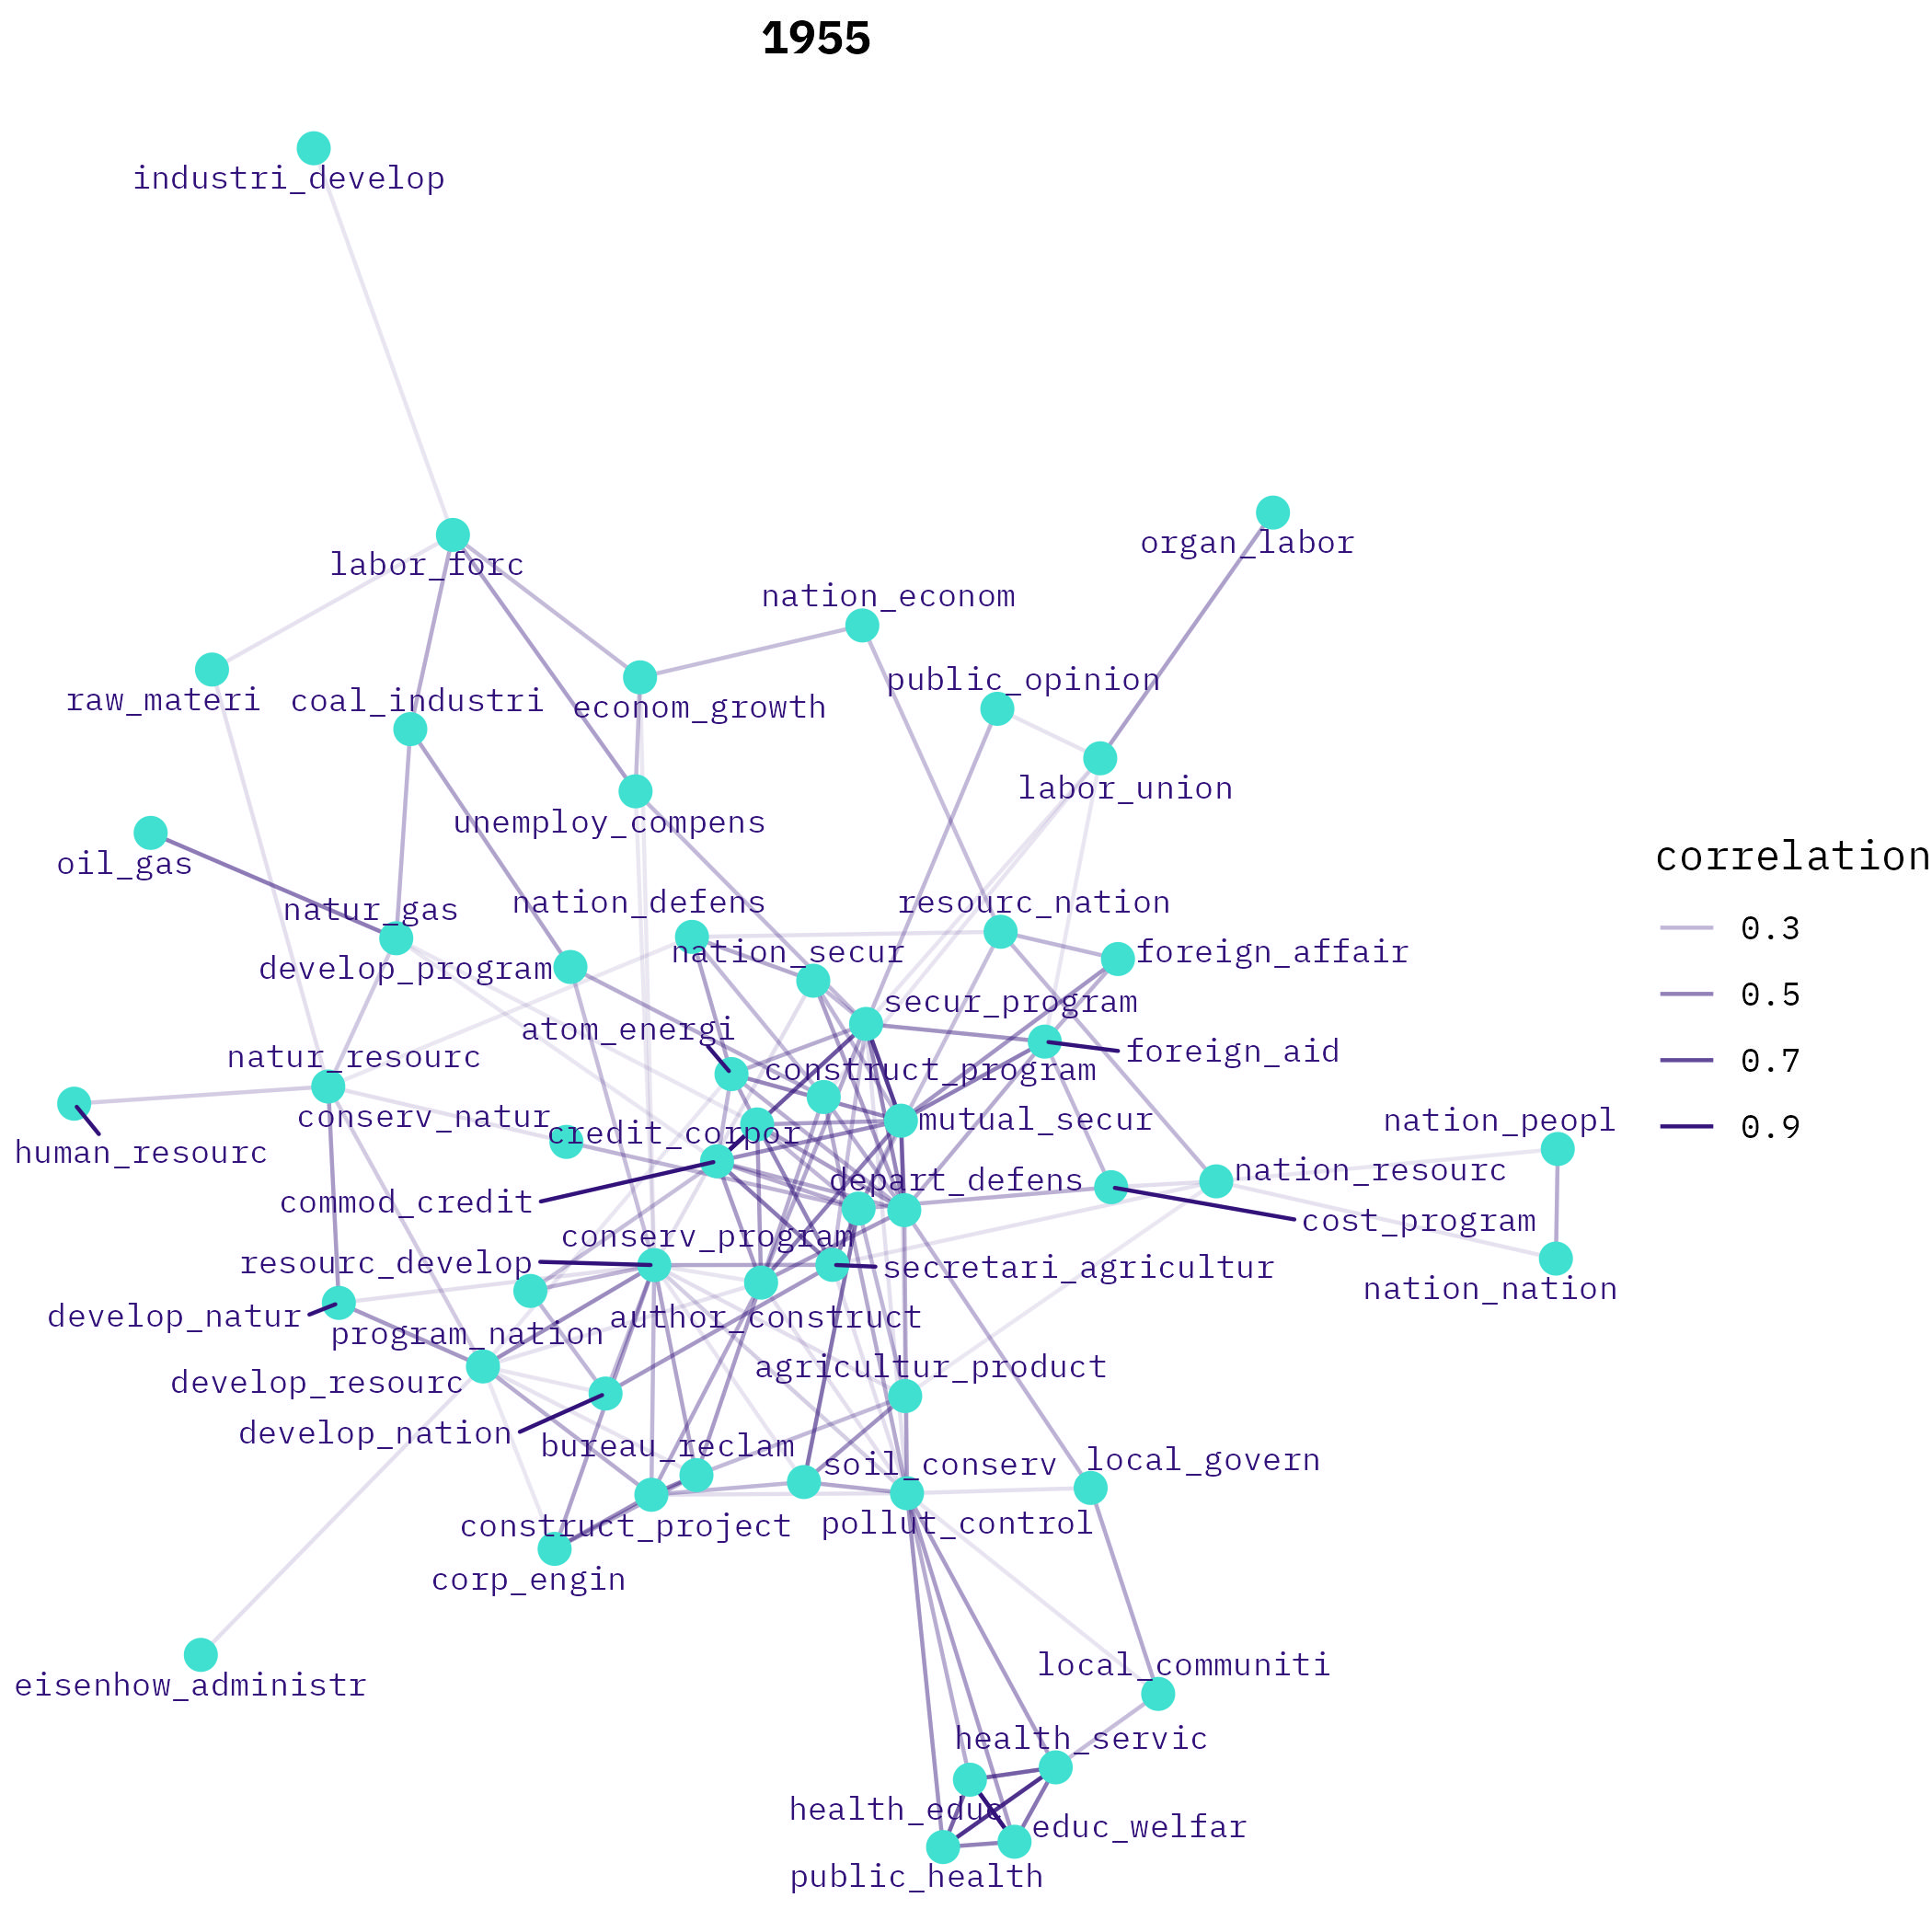 1955
industri_develop
organ_labor
labor_forc
nation_econom
public_opinion
raw_materi
coal_industri
econom_growth
labor_union
unemploy_compens
oil_gas
natur_gas
nation_defens
resourc_nation
nation_secur
foreign_affair
develop_program
secur_program
atom_energi
foreign_aid
natur_resourc
construct_program
conserv_natur
mutual_secur
nation_peopl
credit_corpor
human_resourc
nation_resourc
depart_defens
commod_credit
cost_program
conserv_program
resourc_develop
secretari_agricultur
nation_nation
develop_natur
author_construct
program_nation
agricultur_product
develop_resourc
develop_nation
bureau_reclam
local_govern
soil_conserv
construct_project
pollut_control
corp_engin
local_communiti
eisenhow_administr
health_servic
health_educ
educ_welfar
public_health
correlation
0.3
0.5
0.7
0.9